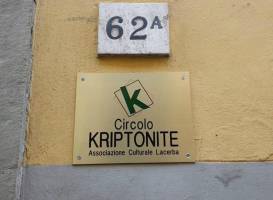 62A
k
Circolo
KRIPTONITE
Associazione Culturale Lacerba